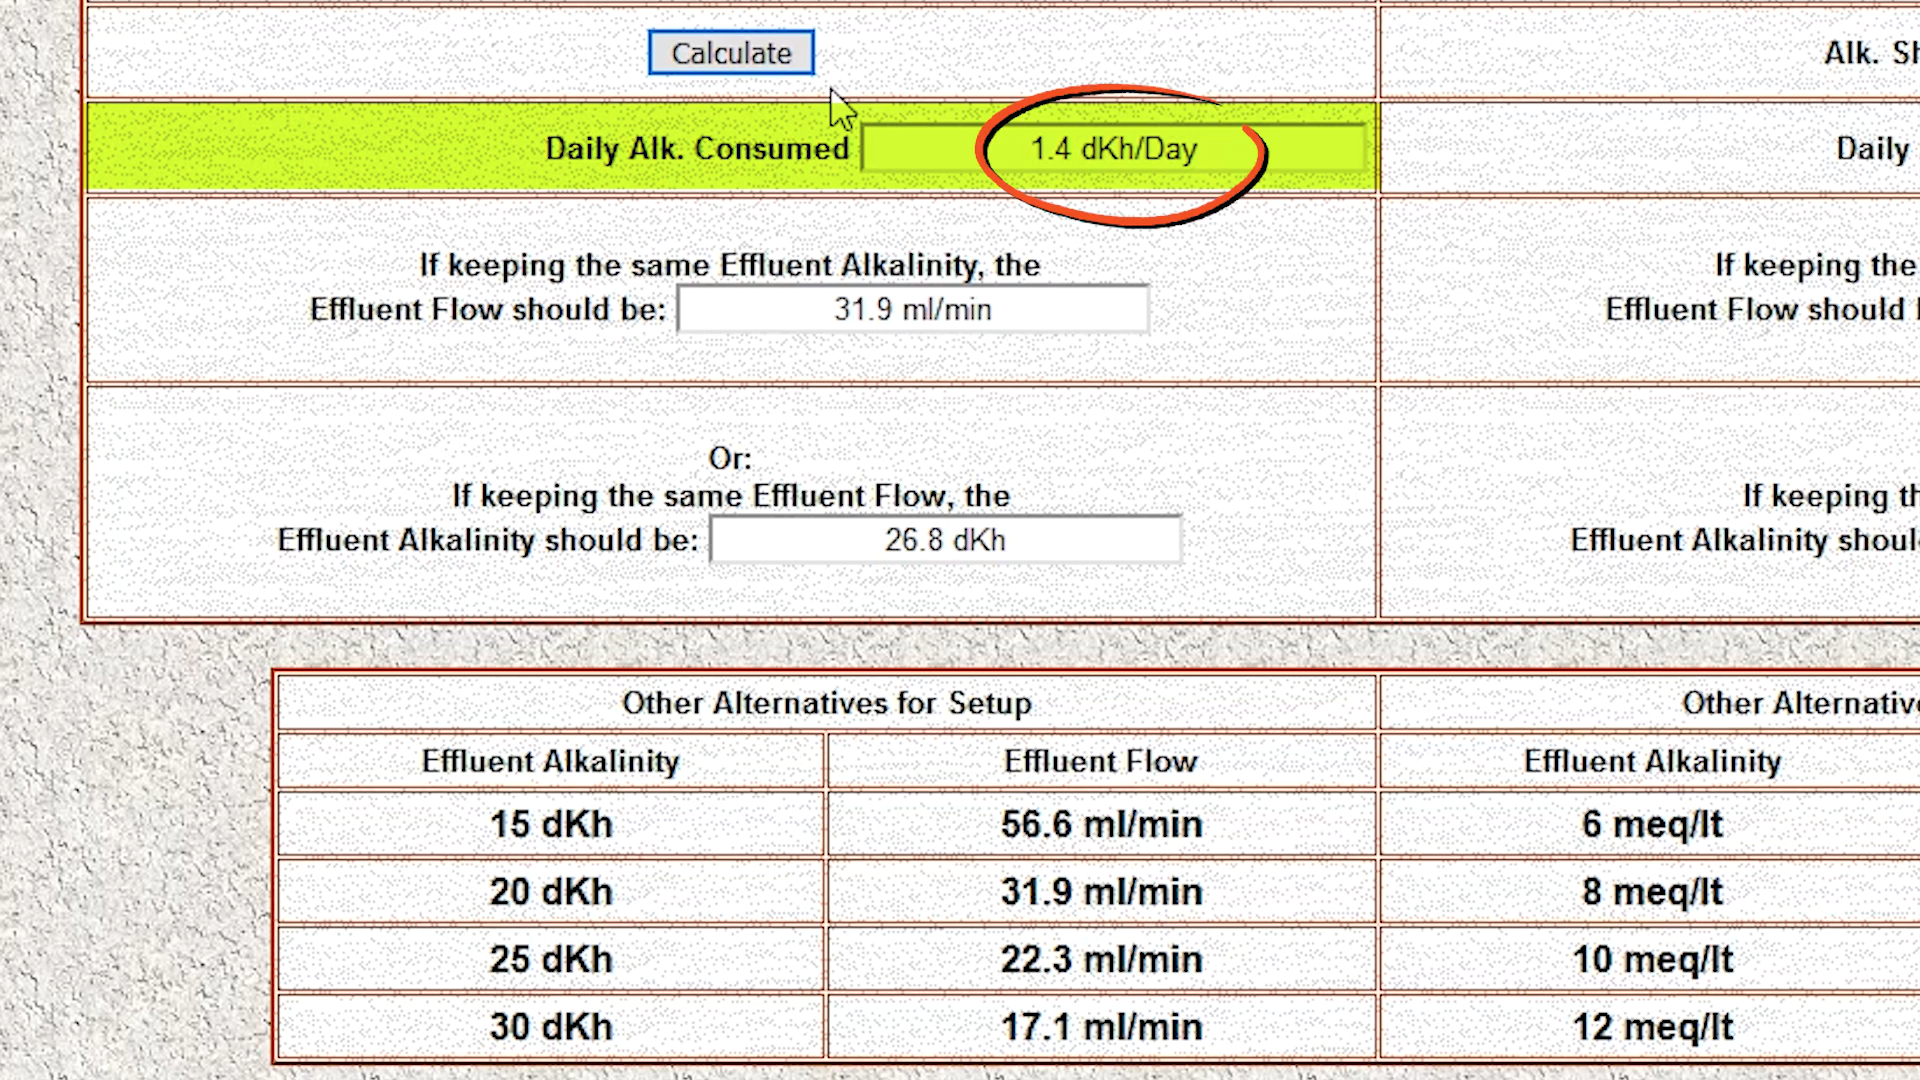 Calculate
Alk.
Daily Alk. Consumed 1.4 dKh/Day
Daily
If keeping the same Effluent Alkalinity, the
Effluent Flow should be: 31.9 ml/min
If keeping the
Effluent Flow should
Or:
If keeping the same Effluent Flow, the
Effluent Alkalinity should be: 26.8 dKh
If keeping
Effluent Alkalinity
Other Alternatives for Setup
Other
Effluent Alkalinity Effluent Flow Effluent Alkalinity
15 dKh 56.6 ml/min 6 meq/lt
20 dKh 31.9 ml/min 8 meq/lt
25 dKh 22.3 ml/min 10 meq/lt
30 dKh 17.1 ml/min 12 meq/lt